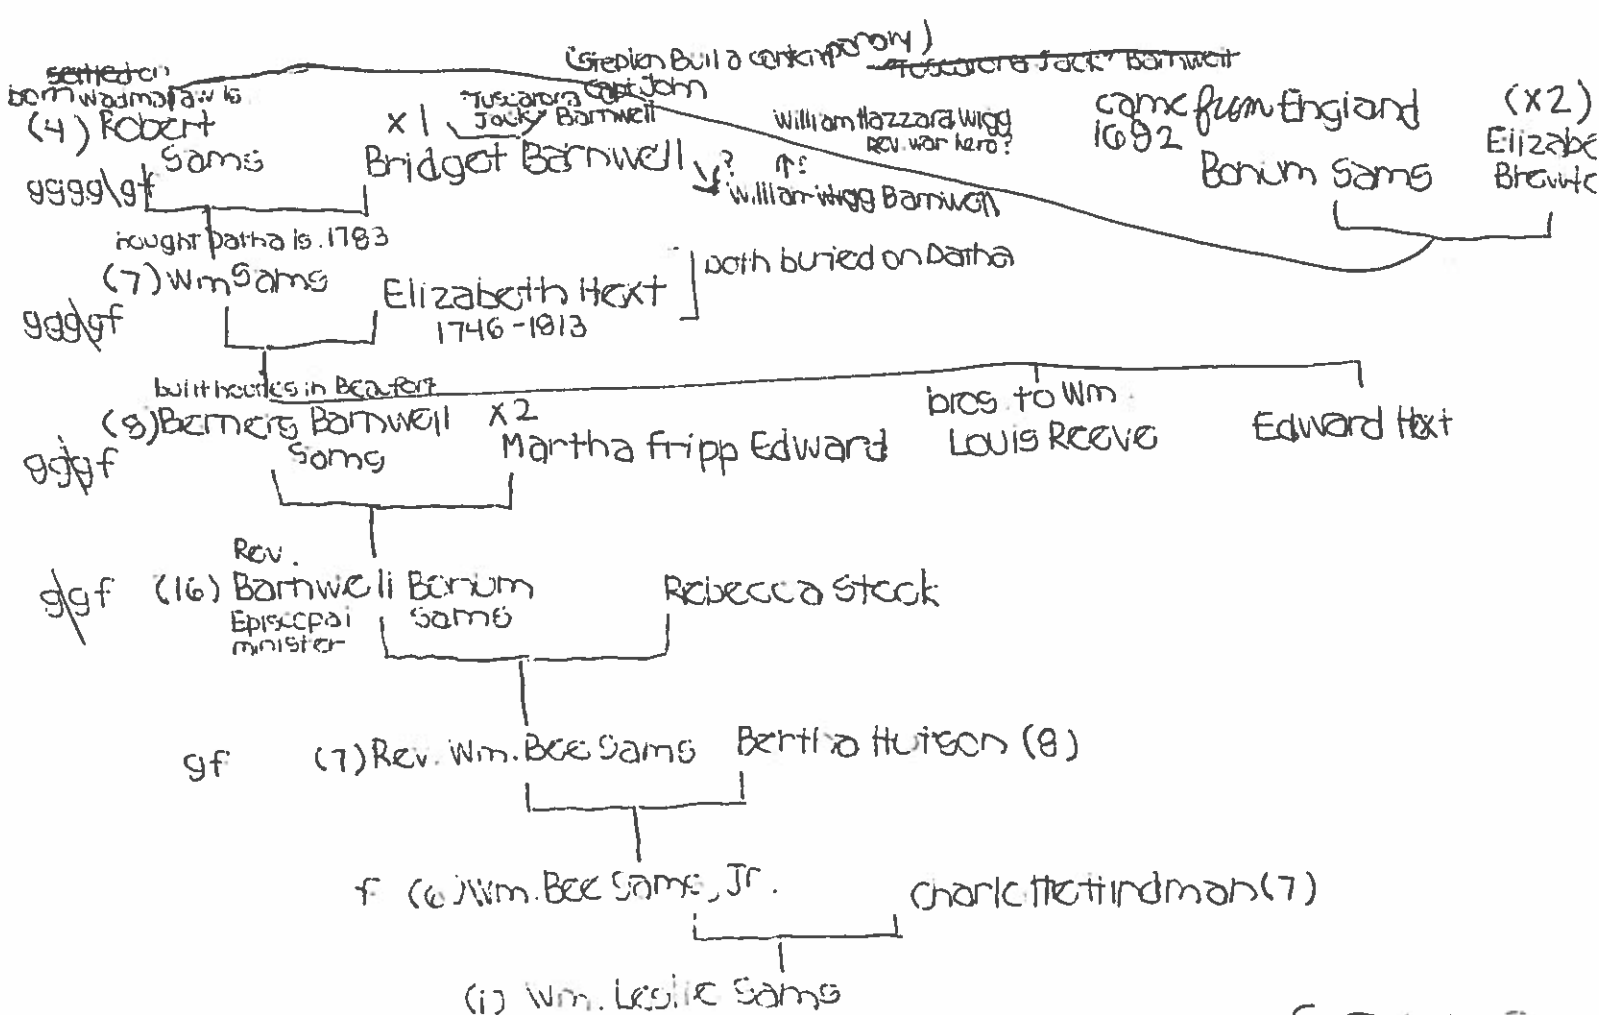 (Stephen Bull a contemporary)
"Tuscarora Jack" Barnwell
settled on
born Wadmalaw Is
(4) Robert
Sams
x1
"Tuscarora
Jack"
Capt John
Barnwell
Bridget Barnwell
?
William Hazzard Wigg
Rev. war hero?
↑?
William Wigg Barnwell
came from England
1692
Bonum Sams
(x2)
gggg\gf
bought Datha Is. 1783
(7) Wm Sams
Elizabeth Hext
1746-1813
both buried on Datha
ggg\gf
built houses in Beaufort
(8) Berners Barnwell
Sams
x2
Martha Fripp Edward
bros. to Wm
Louis Reeve
Edward Hext
gg\gf
Rev.
g\gf (16) Barnwell Bonum
Sams
Episcopal
minister
Rebecca Steck
gf (7) Rev. Wm. Bee Sams
Bertha Hutson (8)
f (6) Wm. Bee Sams, Jr.
Charlotte Hindman (7)
(1) Wm. Leslie Sams